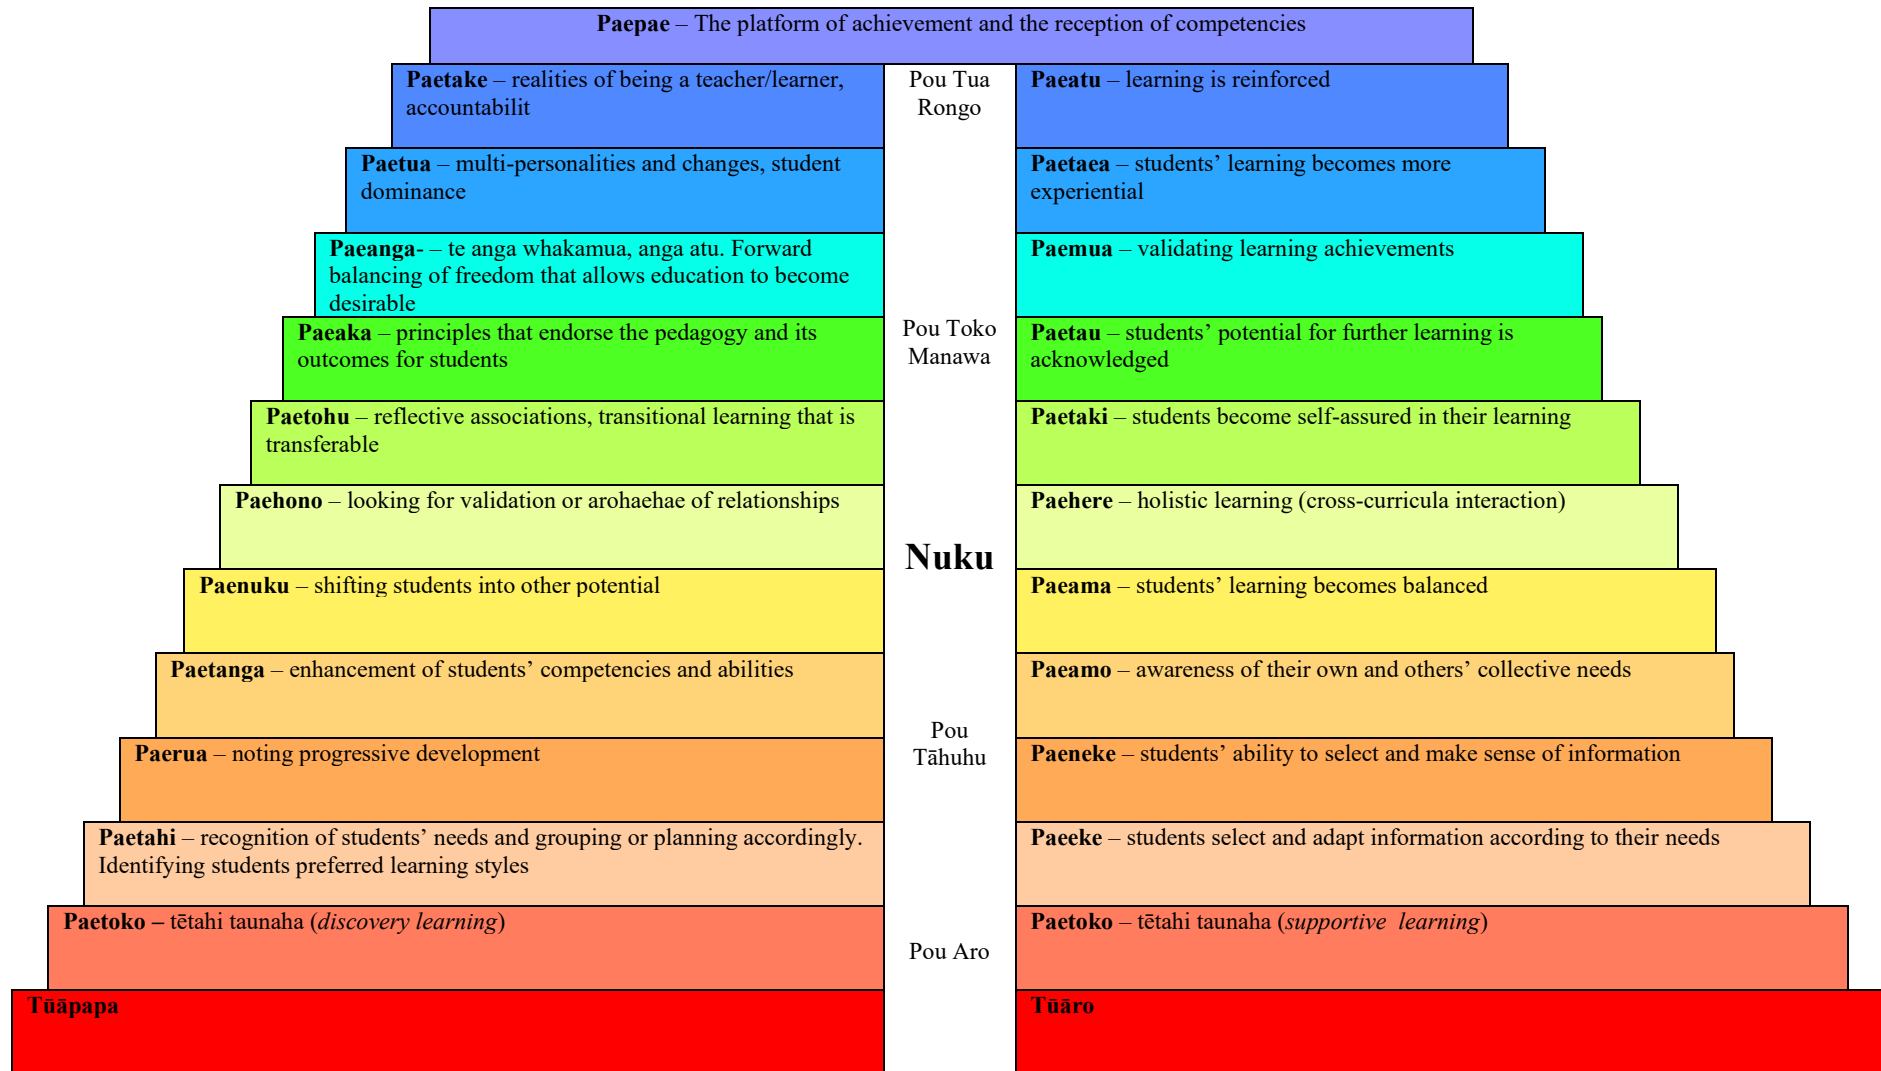 Paepae – The platform of achievement and the reception of competencies
Paetake – realities of being a teacher/learner,
accountabilit
Pou Tua
Rongo
Paeatu – learning is reinforced
Paetua – multi-personalities and changes, student
dominance
Paetaea – students’ learning becomes more
experiential
Paeanga- – te anga whakamua, anga atu. Forward
balancing of freedom that allows education to become
desirable
Paemua – validating learning achievements
Paeaka – principles that endorse the pedagogy and its
outcomes for students
Pou Toko
Manawa
Paetau – students’ potential for further learning is
acknowledged
Paetohu – reflective associations, transitional learning that is
transferable
Paetaki – students become self-assured in their learning
Paehono – looking for validation or arohaehae of relationships
Paehere – holistic learning (cross-curricula interaction)
Nuku
Paenuku – shifting students into other potential
Paeama – students’ learning becomes balanced
Paetanga – enhancement of students’ competencies and abilities
Paeamo – awareness of their own and others’ collective needs
Pou
Tāhuhu
Paerua – noting progressive development
Paeneke – students’ ability to select and make sense of information
Paetahi – recognition of students’ needs and grouping or planning accordingly.
Identifying students preferred learning styles
Paeeke – students select and adapt information according to their needs
Paetoko – tētahi taunaha (discovery learning)
Pou Aro
Paetoko – tētahi taunaha (supportive  learning)
Tūāpapa
Tūāro